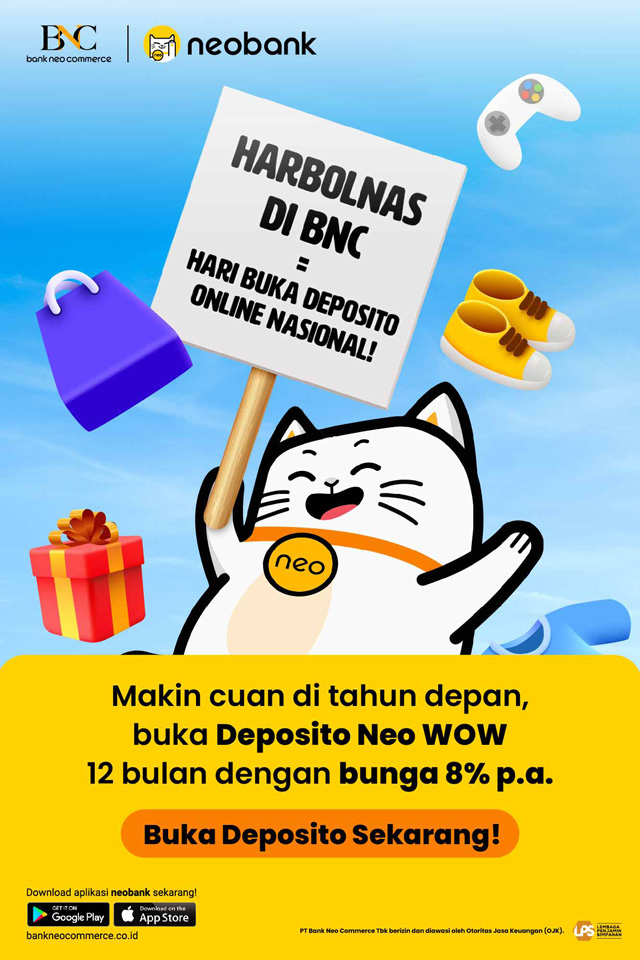 BNC
bank neo commerce
neobank
HARBOLNAS
DI BNC
=
HARI BUKA DEPOSITO
ONLINE NASIONAL!
neo
Makin cuan di tahun depan,
buka Deposito Neo WOW
12 bulan dengan bunga 8% p.a.
Buka Deposito Sekarang!
Download aplikasi neobank sekarang!
GET IT ON
Google Play
Download on the
App Store
bankneocommerce.co.id
PT Bank Neo Commerce Tbk berizin dan diawasi oleh Otoritas Jasa Keuangan (OJK).
LPS
LEMBAGA
PENJAMIN
SIMPANAN